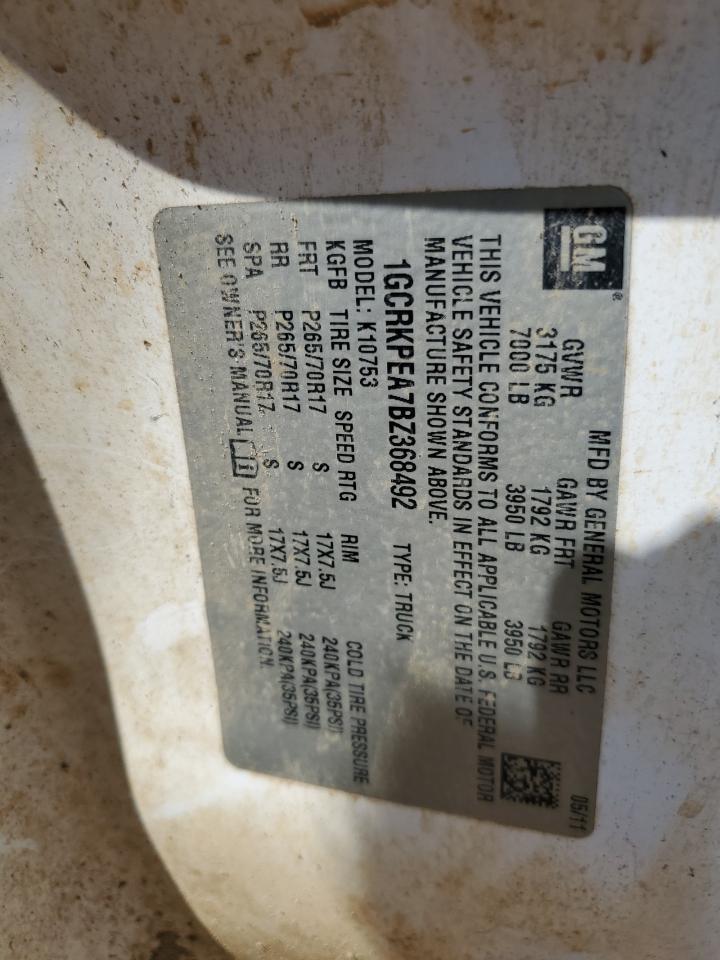 GM®
MFD BY GENERAL MOTORS LLC 05/11
GVWR GAWR FRT GAWR RR
3175 KG 1792 KG 1792 KG
7000 LB 3950 LB 3950 LB
THIS VEHICLE CONFORMS TO ALL APPLICABLE U.S. FEDERAL MOTOR
VEHICLE SAFETY STANDARDS IN EFFECT ON THE DATE OF
MANUFACTURE SHOWN ABOVE.
1GCRKPEA7BZ368492 TYPE: TRUCK
MODEL: K10753
KGFB TIRE SIZE SPEED RTG RIM COLD TIRE PRESSURE
FRT P265/70R17 S 17X7.5J 240KPA(35PSI)
RR P265/70R17 S 17X7.5J 240KPA(35PSI)
SPA P265/70R17 S 17X7.5J 240KPA(35PSI)
SEE OWNER'S MANUAL FOR MORE INFORMATION.